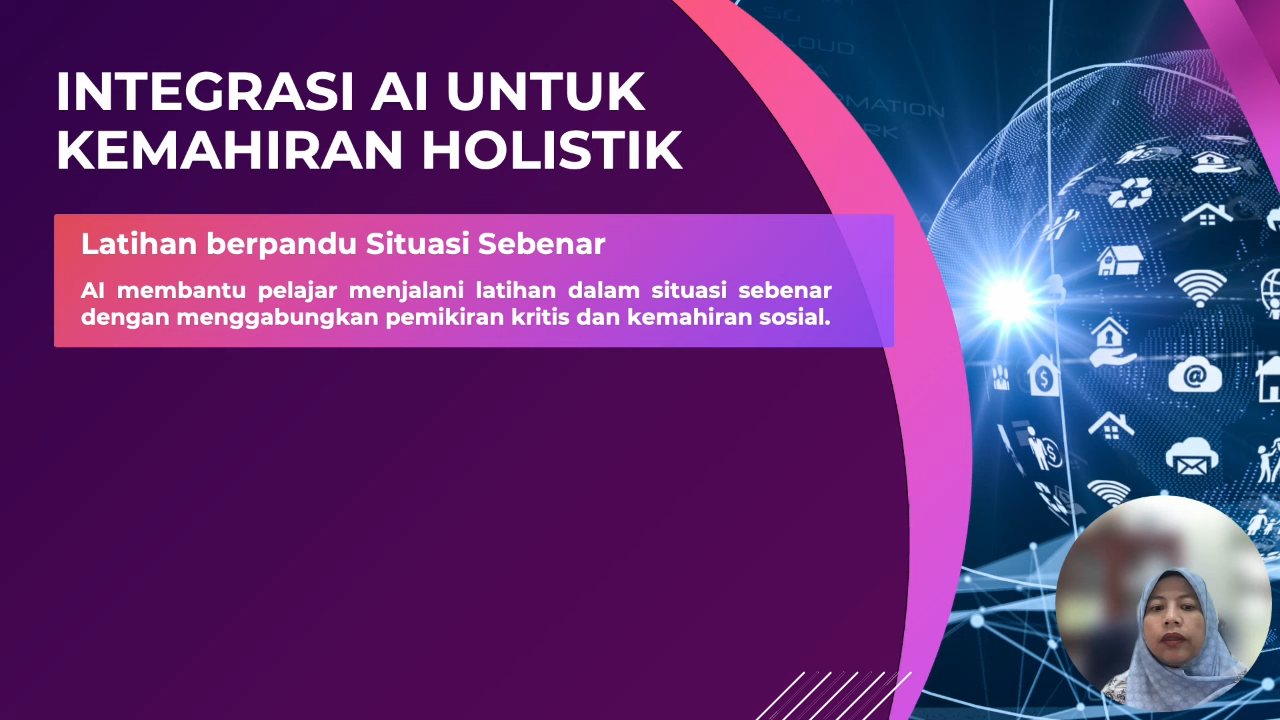 INTEGRASI AI UNTUK
KEMAHIRAN HOLISTIK
Latihan berpandu Situasi Sebenar
AI membantu pelajar menjalani latihan dalam situasi sebenar
dengan menggabungkan pemikiran kritis dan kemahiran sosial.
5G